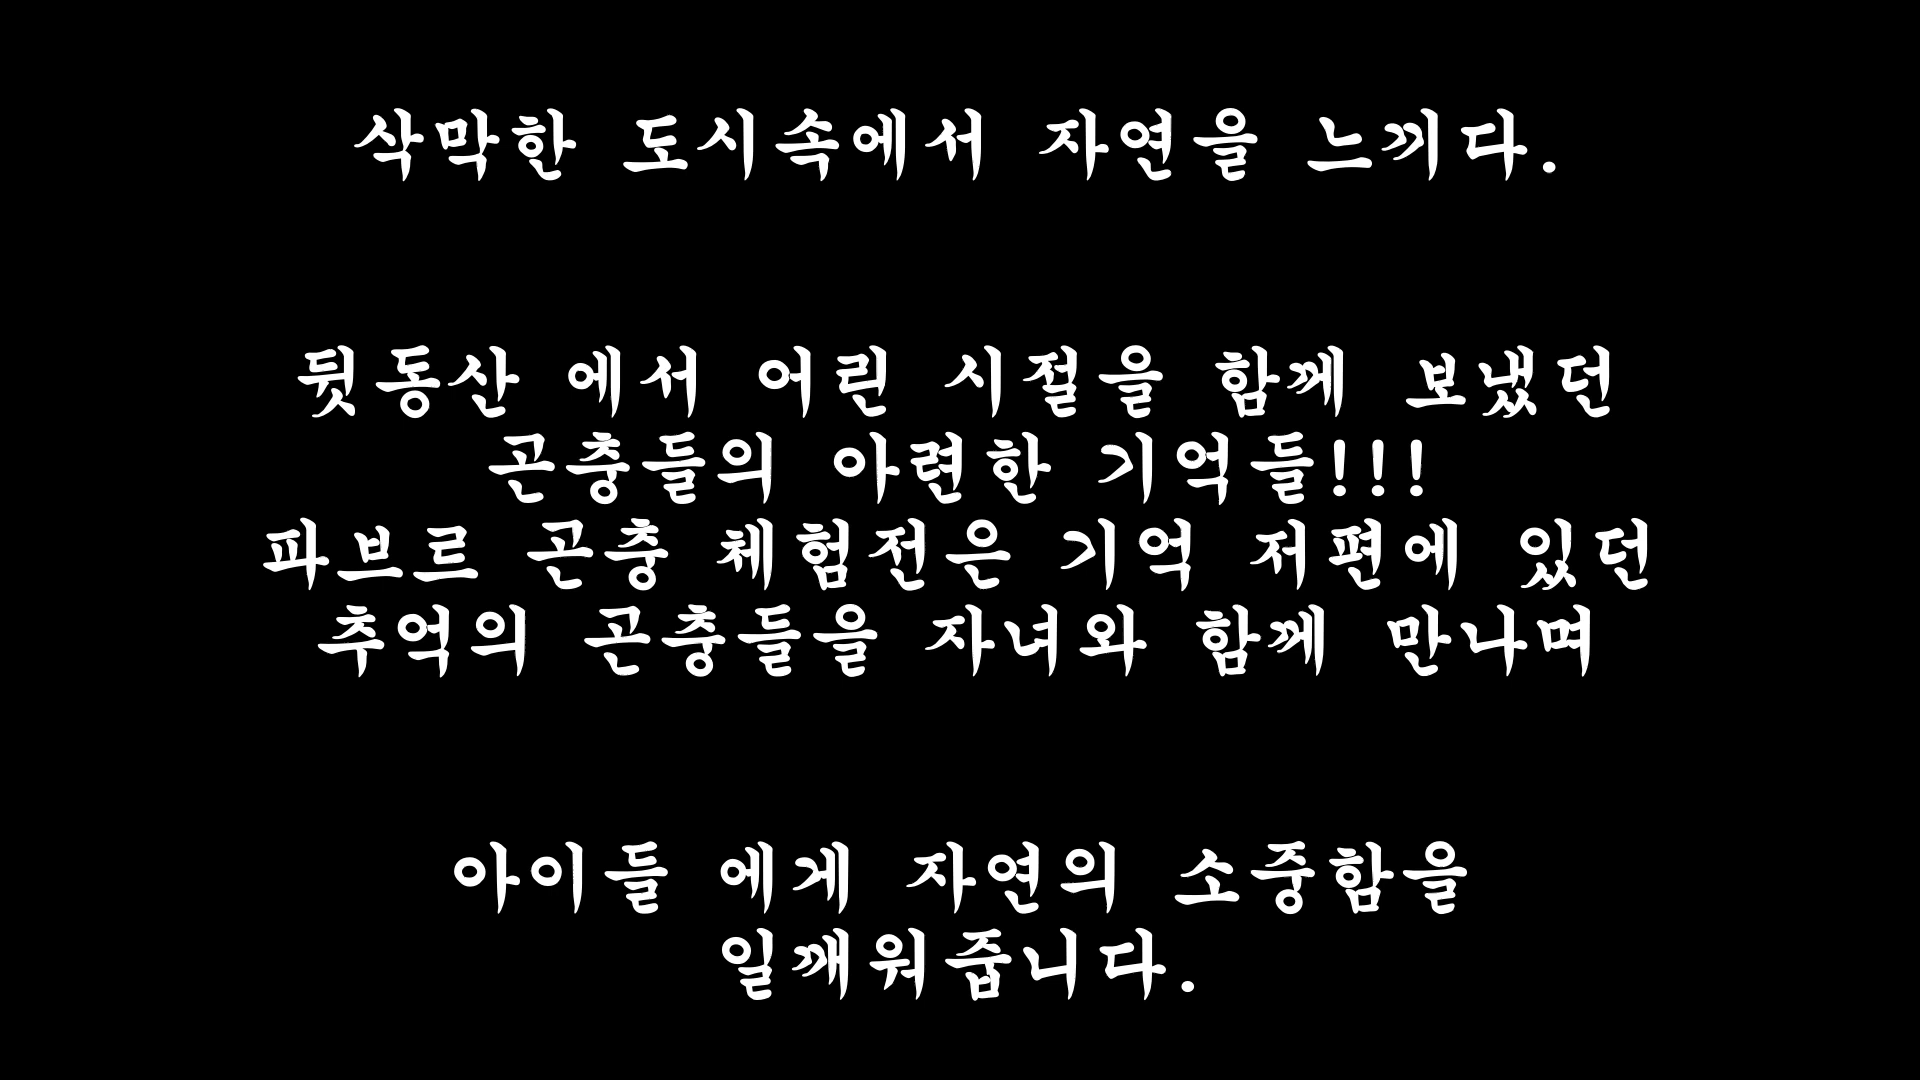 삭막한 도시속에서 자연을 느끼다.
뒷동산 에서 어린 시절을 함께 보냈던
곤충들의 아련한 기억들!!!
파브르 곤충 체험전은 기억 저편에 있던
추억의 곤충들을 자녀와 함께 만나며
아이들 에게 자연의 소중함을
일깨워줍니다.